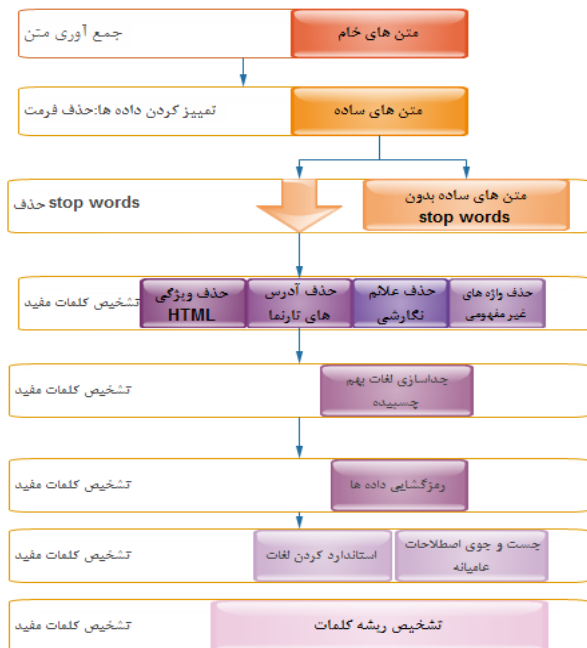 متن های خام
جمع آوری متن
متن های ساده
تمییز کردن داده ها:حذف فرمت
متن های ساده بدون
stop words
حذف stop words
حذف واژه های
غیر مفهومی
حذف علائم
نگارشی
حذف آدرس
های تارنما
حذف ویژگی
HTML
تشخیص کلمات مفید
جداسازی لغات بهم
چسبیده
تشخیص کلمات مفید
رمزگشایی داده ها
تشخیص کلمات مفید
جست و جوی اصطلاحات
عامیانه
استاندارد کردن لغات
تشخیص کلمات مفید
تشخیص ریشه کلمات
تشخیص کلمات مفید